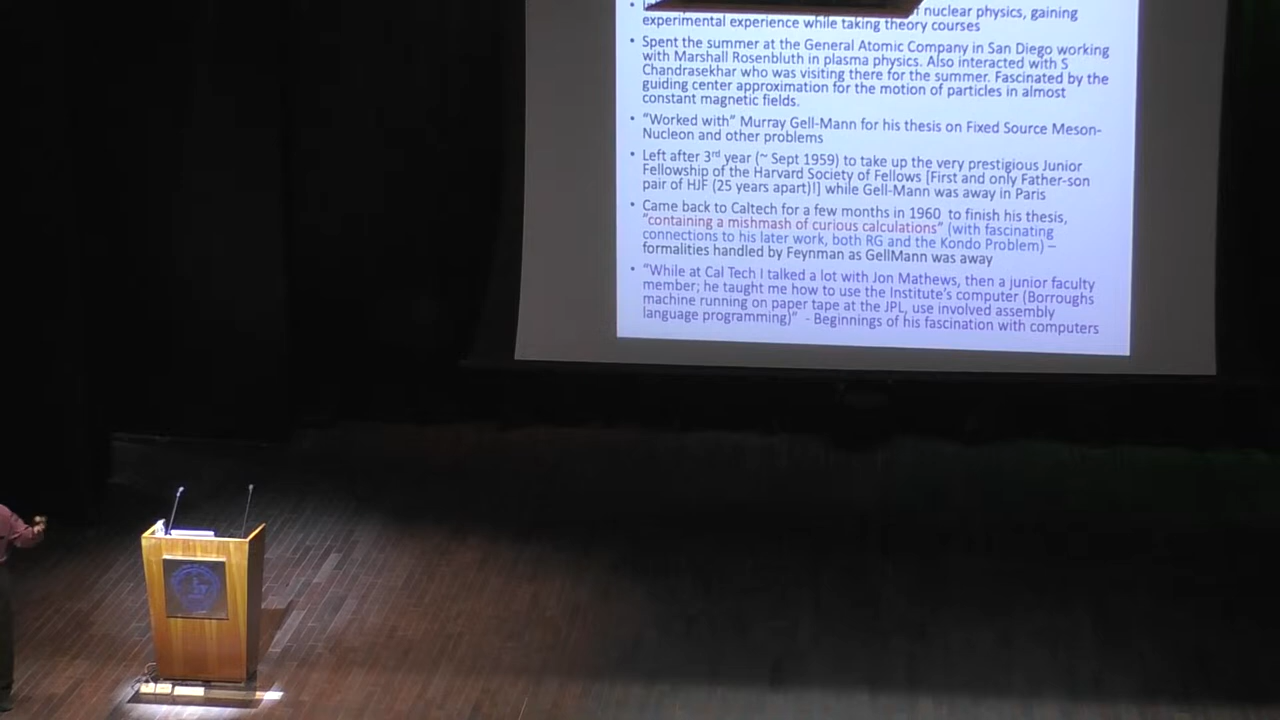 f nuclear physics, gaining
experimental experience while taking theory courses
• Spent the summer at the General Atomic Company in San Diego working
with Marshall Rosenbluth in plasma physics. Also interacted with S
Chandrasekhar who was visiting there for the summer. Fascinated by the
guiding center approximation for the motion of particles in almost
constant magnetic fields.
• “Worked with” Murray Gell-Mann for his thesis on Fixed Source Meson-
Nucleon and other problems
• Left after 3rd year (~ Sept 1959) to take up the very prestigious Junior
Fellowship of the Harvard Society of Fellows [First and only Father-son
pair of HJF (25 years apart)!] while Gell-Mann was away in Paris
• Came back to Caltech for a few months in 1960 to finish his thesis,
“containing a mishmash of curious calculations” (with fascinating
connections to his later work, both RG and the Kondo Problem) –
formalities handled by Feynman as GellMann was away
• “While at Cal Tech I talked a lot with Jon Mathews, then a junior faculty
member; he taught me how to use the Institute’s computer (Borroughs
machine running on paper tape at the JPL, use involved assembly
language programming)” - Beginnings of his fascination with computers